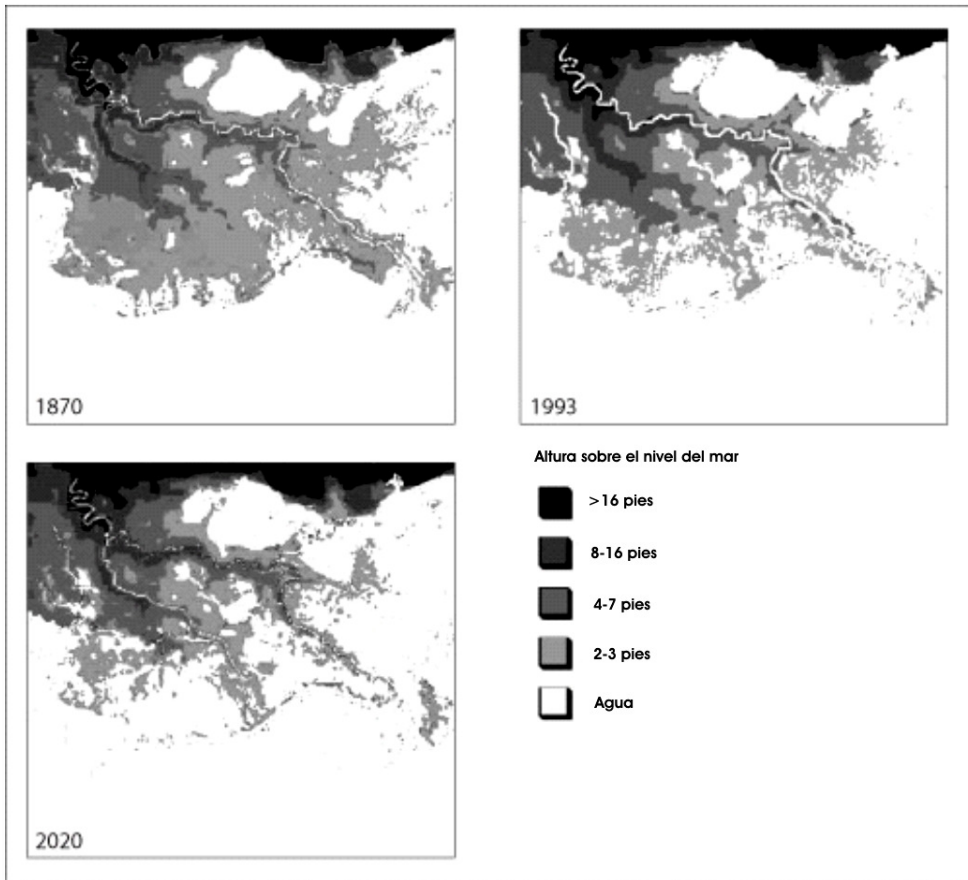 1870
1993
2020
Altura sobre el nivel del mar
>16 pies
8-16 pies
4-7 pies
2-3 pies
Agua